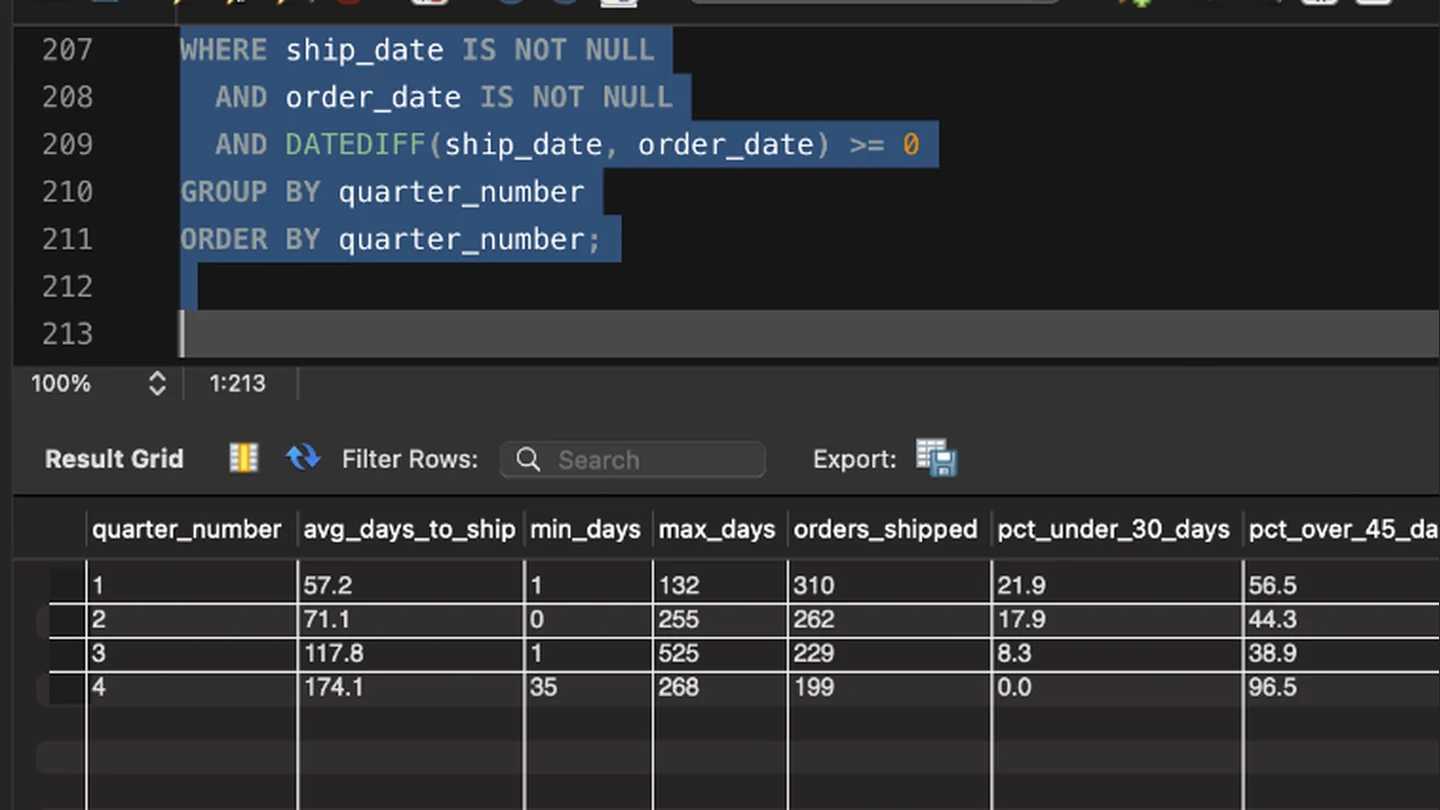 207 WHERE ship_date IS NOT NULL
208 AND order_date IS NOT NULL
209 AND DATEDIFF(ship_date, order_date) >= 0
210 GROUP BY quarter_number
211 ORDER BY quarter_number;
212
213
100% 1:213
Result Grid Filter Rows: Search Export:
quarter_number avg_days_to_ship min_days max_days orders_shipped pct_under_30_days pct_over_45_da
1 57.2 1 132 310 21.9 56.5
2 71.1 0 255 262 17.9 44.3
3 117.8 1 525 229 8.3 38.9
4 174.1 35 268 199 0.0 96.5